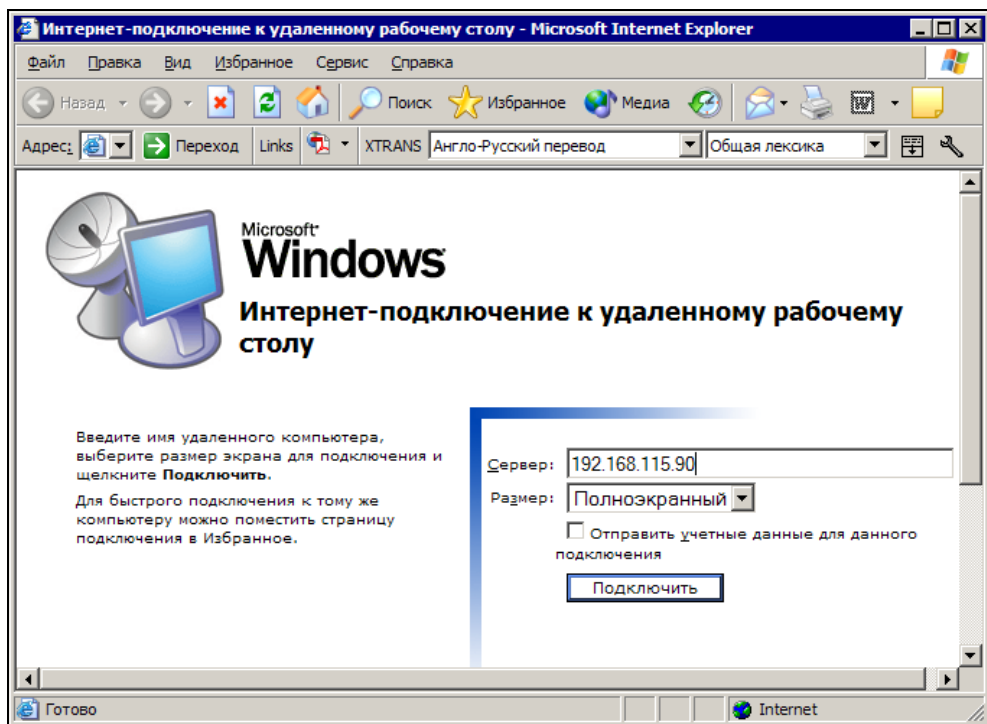 Интернет-подключение к удаленному рабочему столу - Microsoft Internet Explorer
Файл Правка Вид Избранное Сервис Справка
Назад Поиск Избранное Медиа
Адрес: Переход Links XTRANS Англо-Русский перевод Общая лексика
Microsoft
Windows
Интернет-подключение к удаленному рабочему
столу
Введите имя удаленного компьютера,
выберите размер экрана для подключения и
щелкните Подключить.
Для быстрого подключения к тому же
компьютеру можно поместить страницу
подключения в Избранное.
Сервер: 192.168.115.90
Размер: Полноэкранный
Отправить учетные данные для данного
подключения
Подключить
Готово Internet